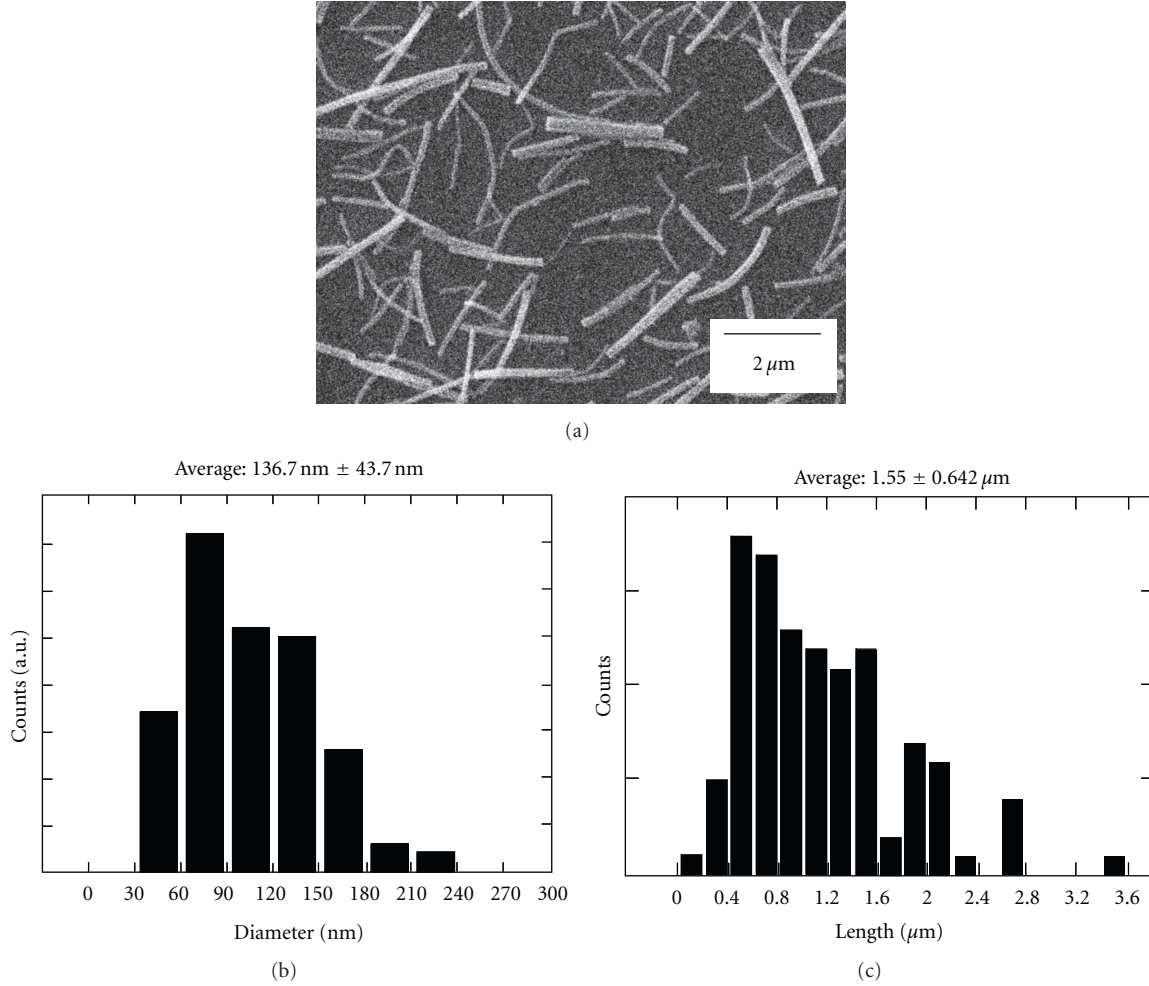 2 μm
(a)
Average: 136.7 nm ± 43.7 nm
Counts (a.u.)
0 30 60 90 120 150 180 210 240 270 300
Diameter (nm)
(b)
Average: 1.55 ± 0.642 μm
Counts
0 0.4 0.8 1.2 1.6 2 2.4 2.8 3.2 3.6
Length (μm)
(c)